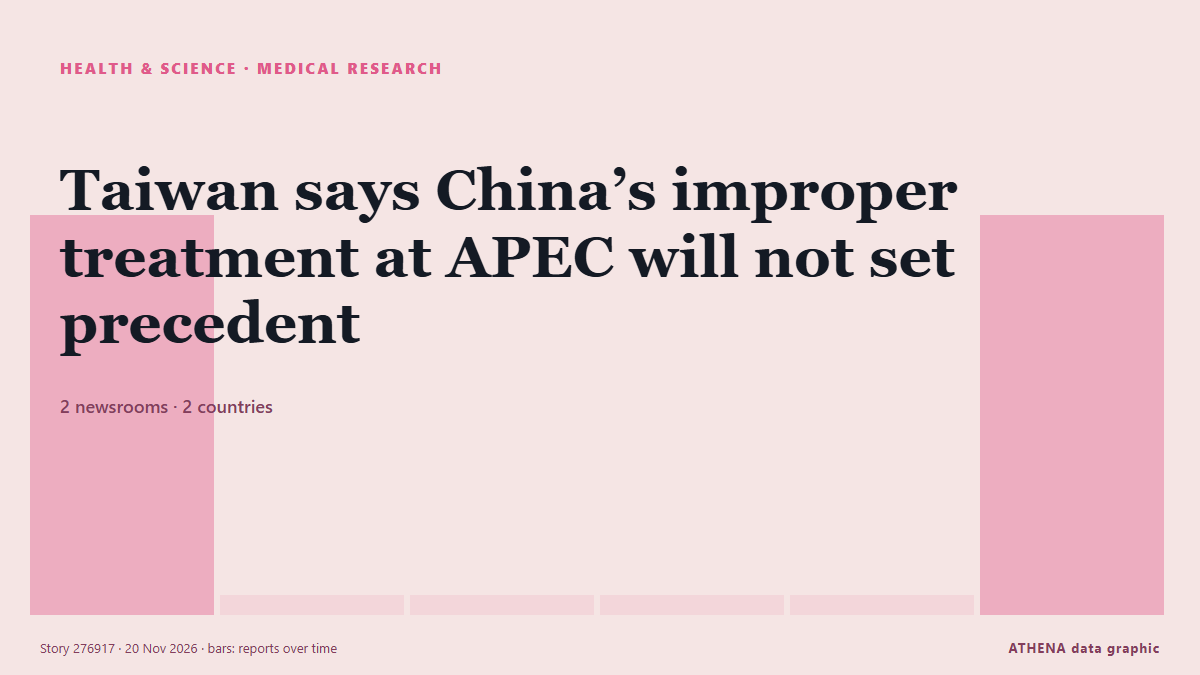 HEALTH & SCIENCE · MEDICAL RESEARCH
Taiwan says China’s improper
treatment at APEC will not set
precedent
2 newsrooms · 2 countries
Story 276917 · 20 Nov 2026 · bars: reports over time
ATHENA data graphic